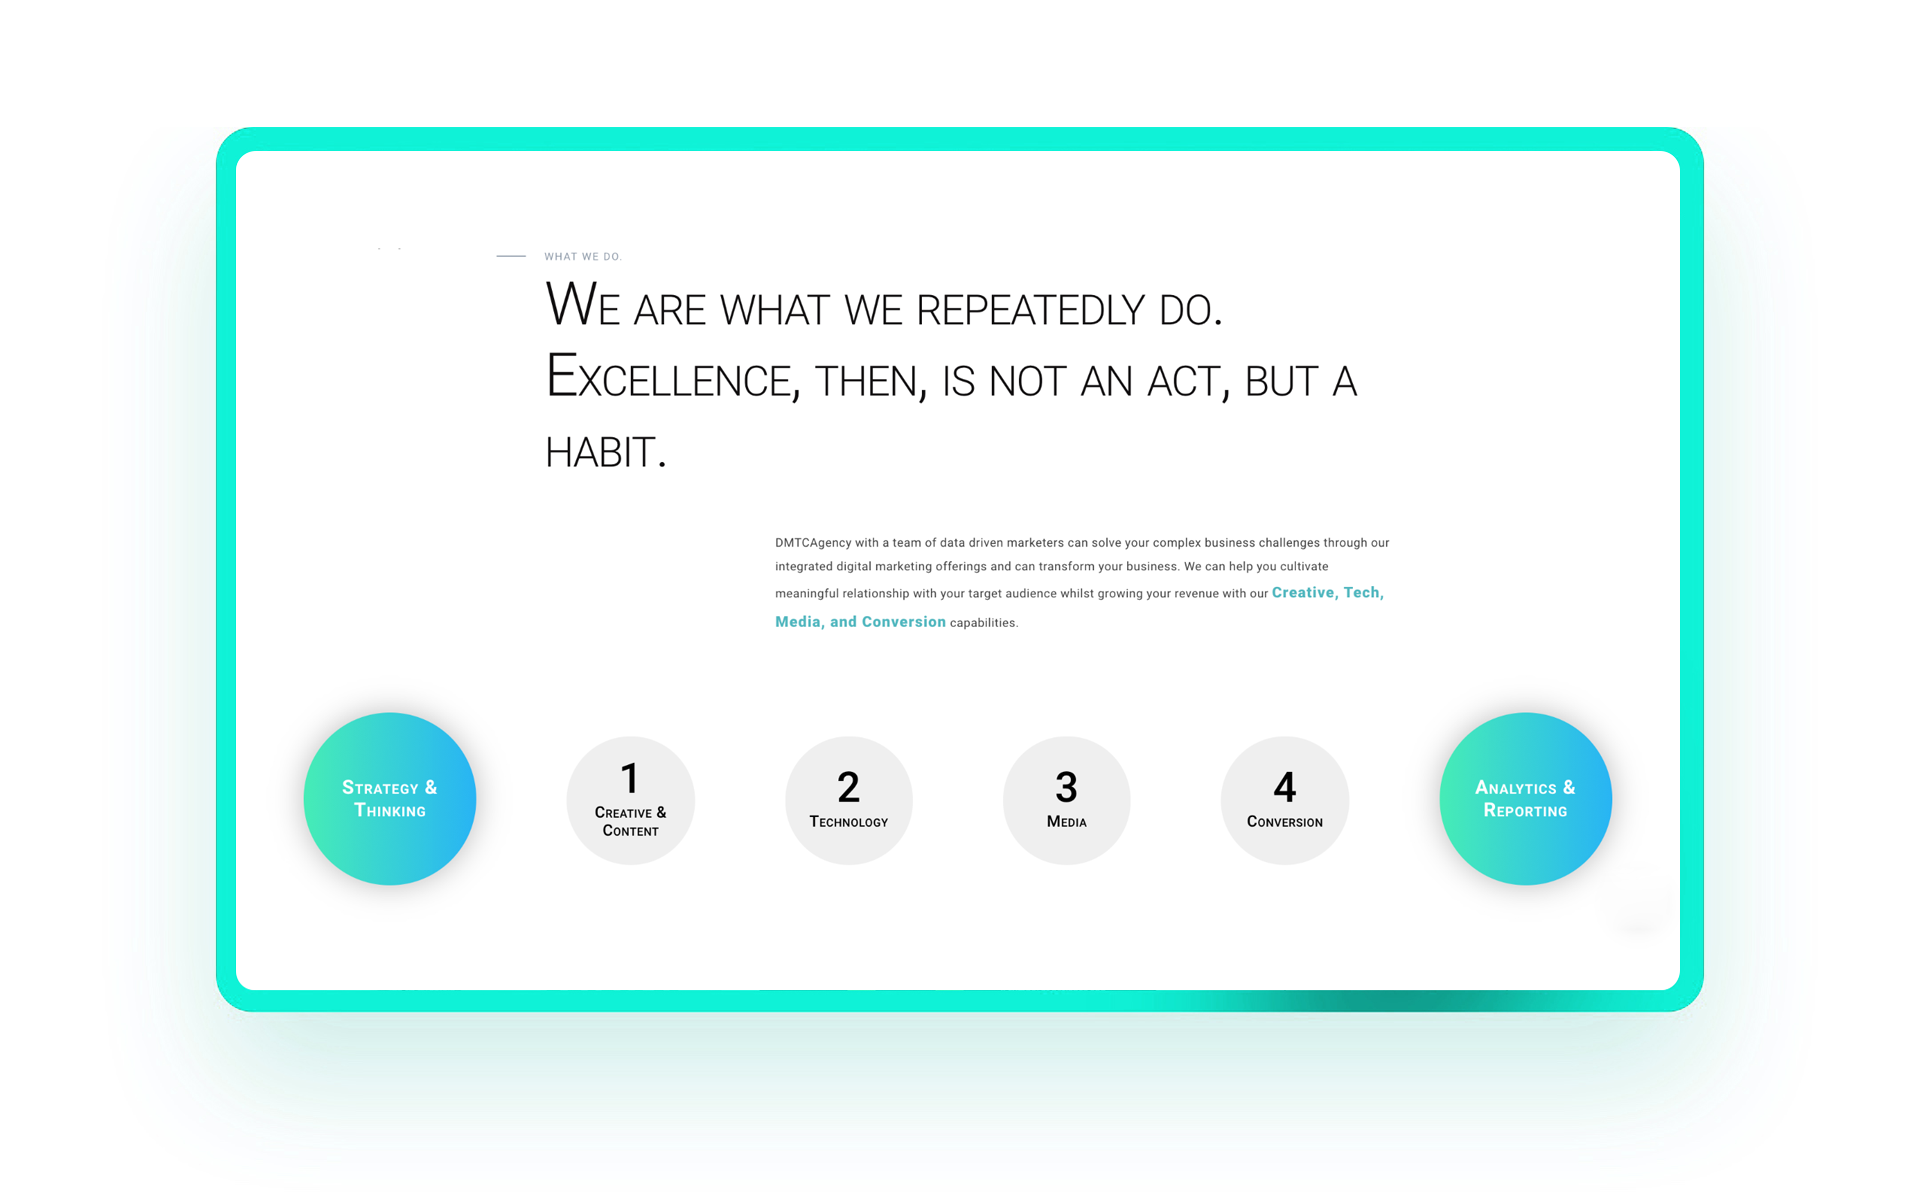 WHAT WE DO.
We are what we repeatedly do.
Excellence, then, is not an act, but a
habit.
DMTCAgency with a team of data driven marketers can solve your complex business challenges through our
integrated digital marketing offerings and can transform your business. We can help you cultivate
meaningful relationship with your target audience whilst growing your revenue with our Creative, Tech,
Media, and Conversion capabilities.
Strategy &
Thinking
1
Creative &
Content
2
Technology
3
Media
4
Conversion
Analytics &
Reporting